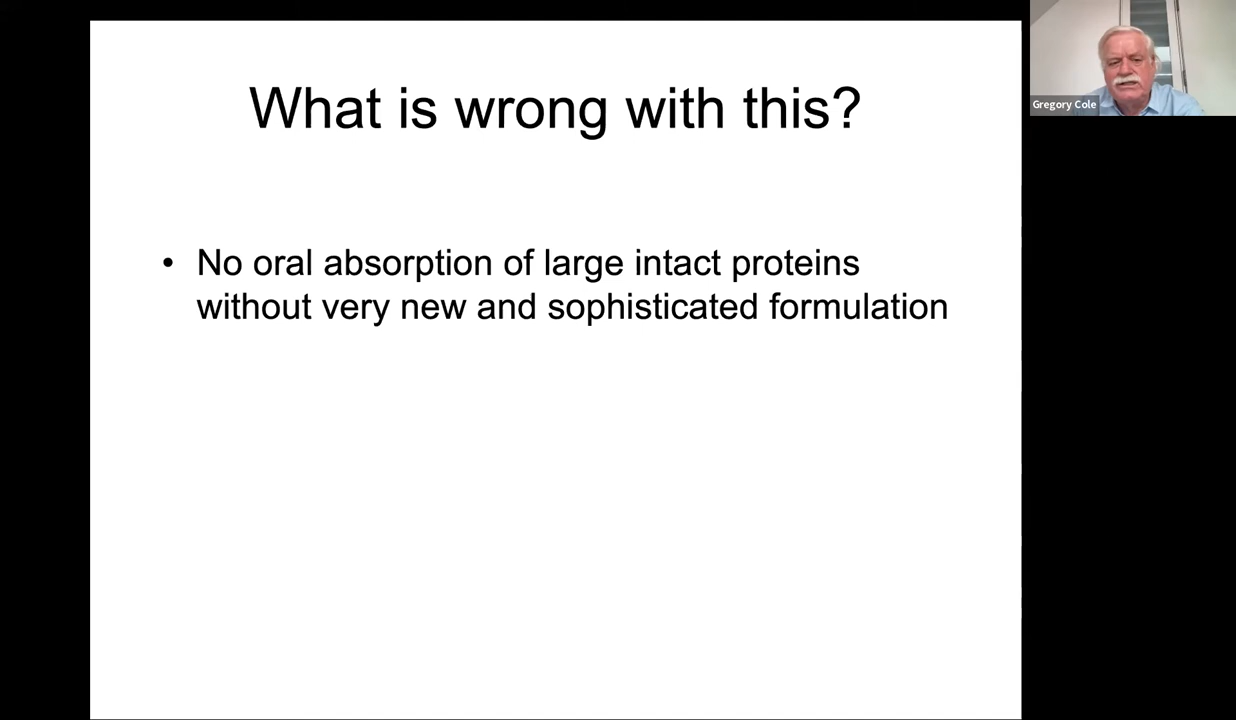 What is wrong with this?
• No oral absorption of large intact proteins
without very new and sophisticated formulation
Gregory Cole